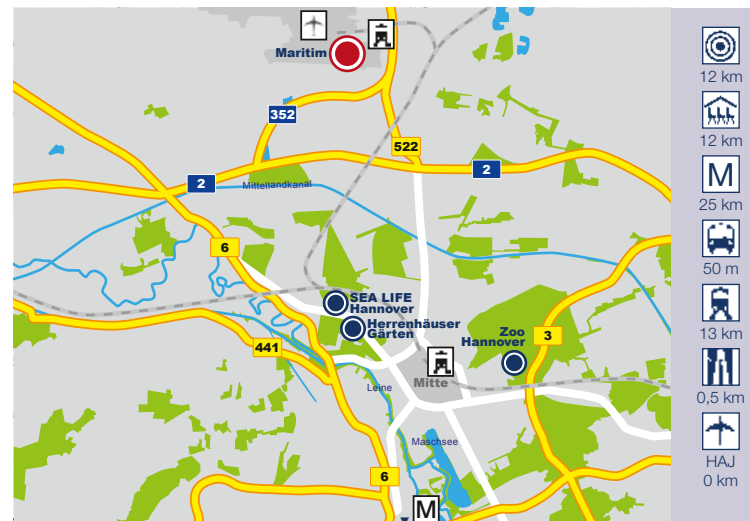 Maritim
352
522
2
2
Mittellandkanal
6
SEA LIFE
Hannover
Herrenhäuser
Gärten
Zoo
Hannover
3
441
Mitte
Leine
Maschsee
6
M
12 km
12 km
M
25 km
50 m
13 km
0,5 km
HAJ
0 km